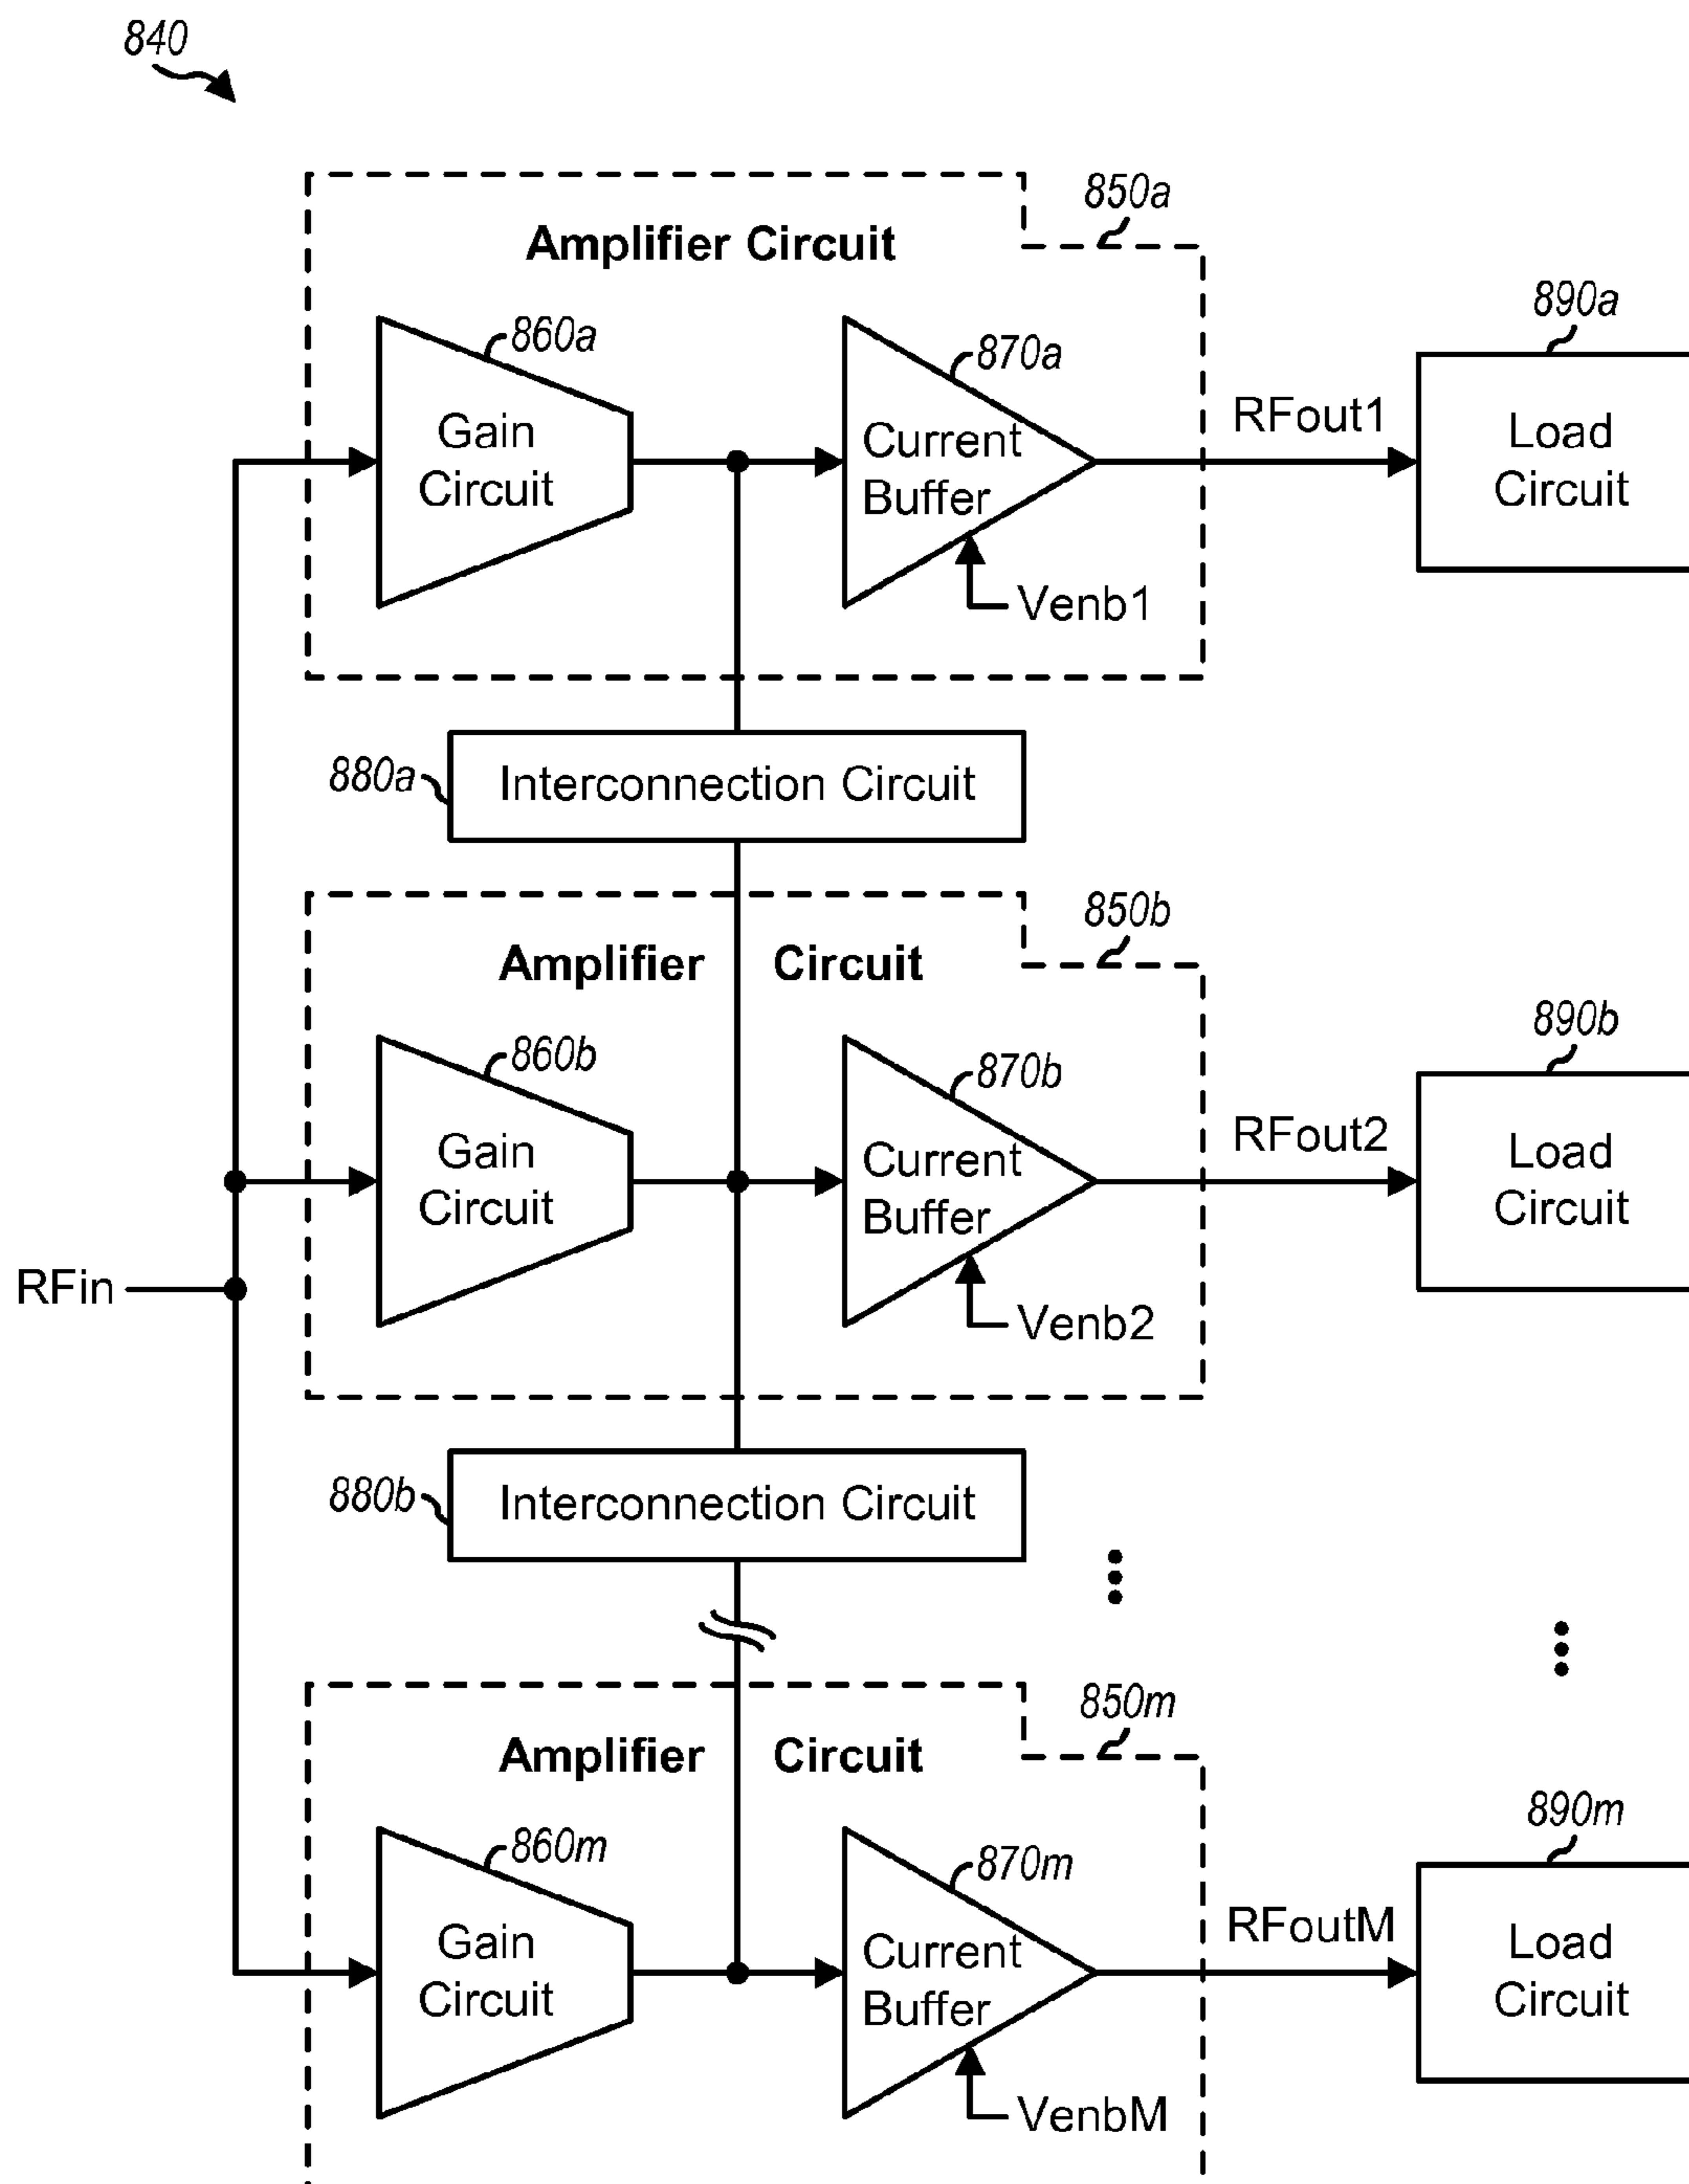 840
850a
Amplifier Circuit
890a
860a
870a
RFout1
Gain
Circuit
Current
Buffer
Load
Circuit
Venb1
880a
Interconnection Circuit
850b
Amplifier Circuit
890b
860b
870b
RFout2
Gain
Circuit
Current
Buffer
Load
Circuit
RFin
Venb2
880b
Interconnection Circuit
850m
Amplifier Circuit
890m
860m
870m
RFoutM
Gain
Circuit
Current
Buffer
Load
Circuit
VenbM